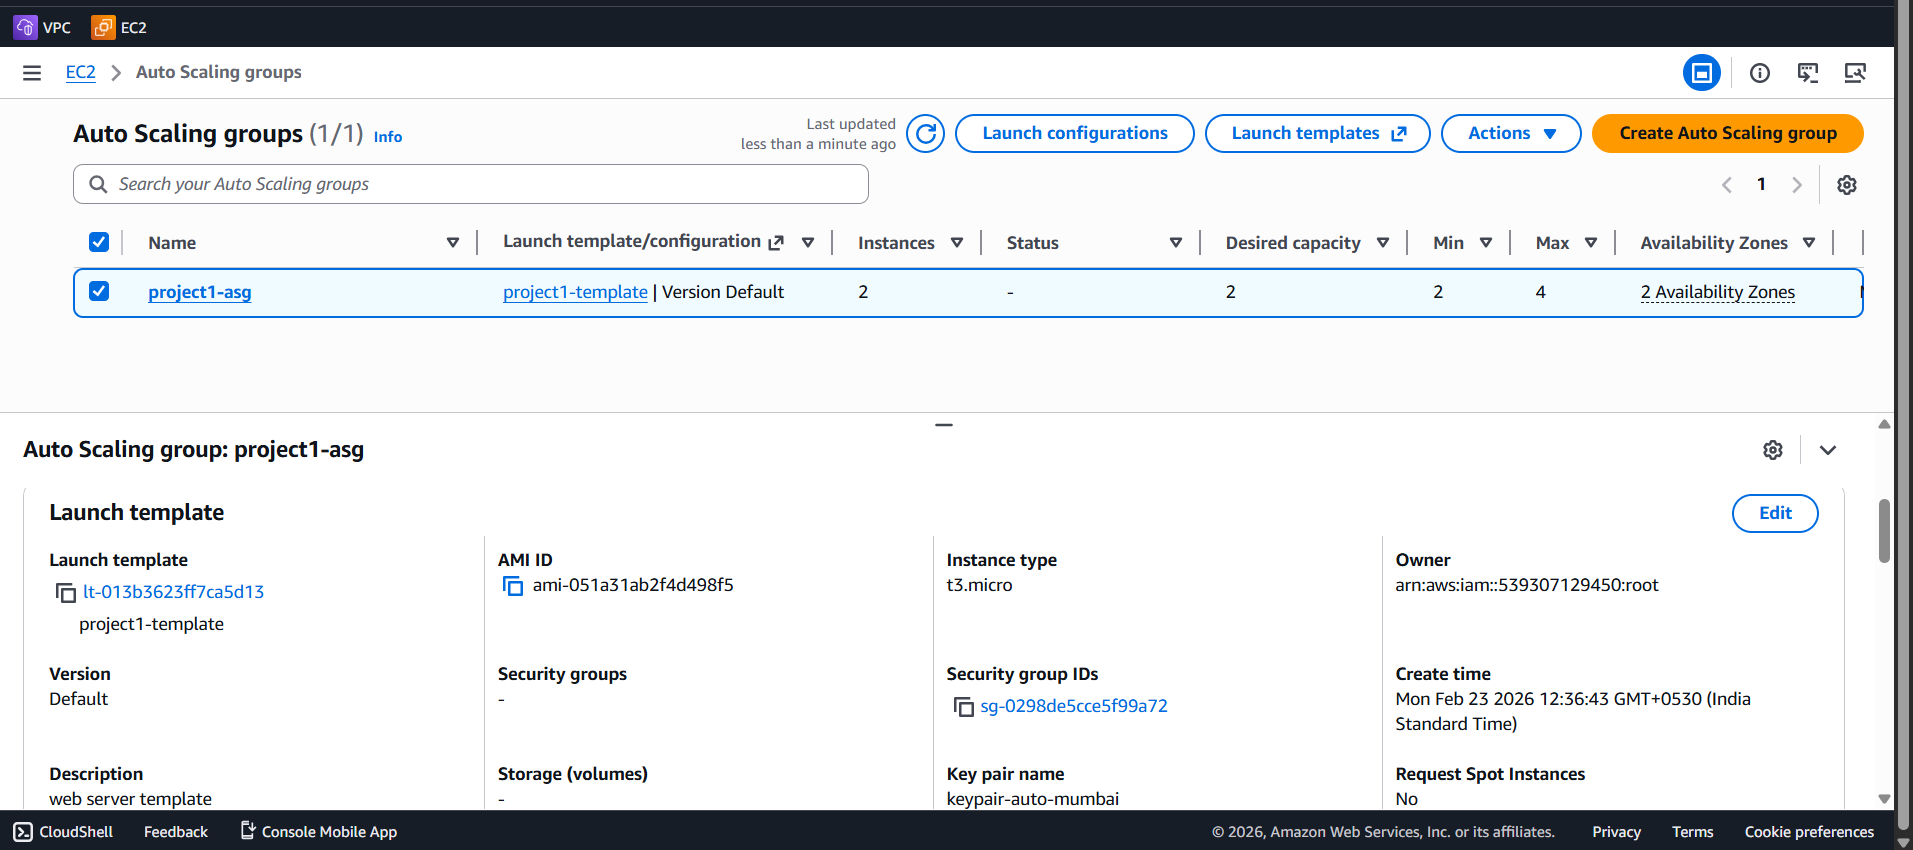 VPC EC2
EC2 > Auto Scaling groups
Auto Scaling groups (1/1) Info
Last updated
less than a minute ago
Launch configurations
Launch templates
Actions
Create Auto Scaling group
Search your Auto Scaling groups
1
Name Launch template/configuration Instances Status Desired capacity Min Max Availability Zones
project1-asg project1-template | Version Default 2 - 2 2 4 2 Availability Zones
Auto Scaling group: project1-asg
Launch template
Edit
Launch template AMI ID Instance type Owner
lt-013b3623ff7ca5d13 ami-051a31ab2f4d498f5 t3.micro arn:aws:iam::539307129450:root
project1-template
Version Security groups Security group IDs Create time
Default - sg-0298de5cce5f99a72 Mon Feb 23 2026 12:36:43 GMT+0530 (India
Standard Time)
Description Storage (volumes) Key pair name Request Spot Instances
web server template - keypair-auto-mumbai No
CloudShell Feedback Console Mobile App © 2026, Amazon Web Services, Inc. or its affiliates. Privacy Terms Cookie preferences